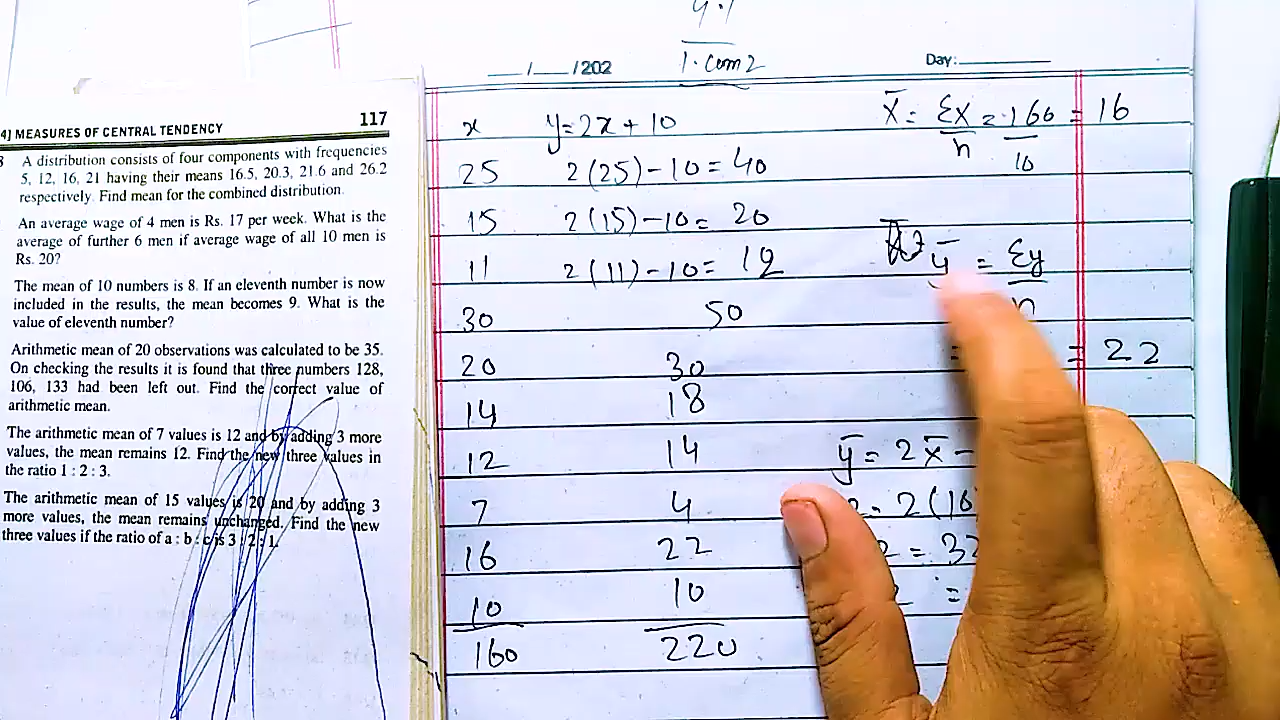 4] MEASURES OF CENTRAL TENDENCY 117
A distribution consists of four components with frequencies
5, 12, 16, 21 having their means 16.5, 20.3, 21.6 and 26.2
respectively. Find mean for the combined distribution.
An average wage of 4 men is Rs. 17 per week. What is the
average of further 6 men if average wage of all 10 men is
Rs. 20?
The mean of 10 numbers is 8. If an eleventh number is now
included in the results, the mean becomes 9. What is the
value of eleventh number?
Arithmetic mean of 20 observations was calculated to be 35.
On checking the results it is found that three numbers 128,
106, 133 had been left out. Find the correct value of
arithmetic mean.
The arithmetic mean of 7 values is 12 and by adding 3 more
values, the mean remains 12. Find the new three values in
the ratio 1 : 2 : 3.
The arithmetic mean of 15 values is 20 and by adding 3
more values, the mean remains unchanged. Find the new
three values if the ratio of a : b : c is 3 : 2 : 1.
1. com2
__/__/202 Day:
x y=2x+10
25 2(25)-10=40
15 2(15)-10= 20
11 2(11)-10= 12
30 50
20 30
14 18
12 14
7 4
16 22
10 10
160 220
x̄ = Σx = 160 = 16
n 10
ȳ = Σy
n
= = 22
ȳ = 2x̄ -
2(16
= 32
=